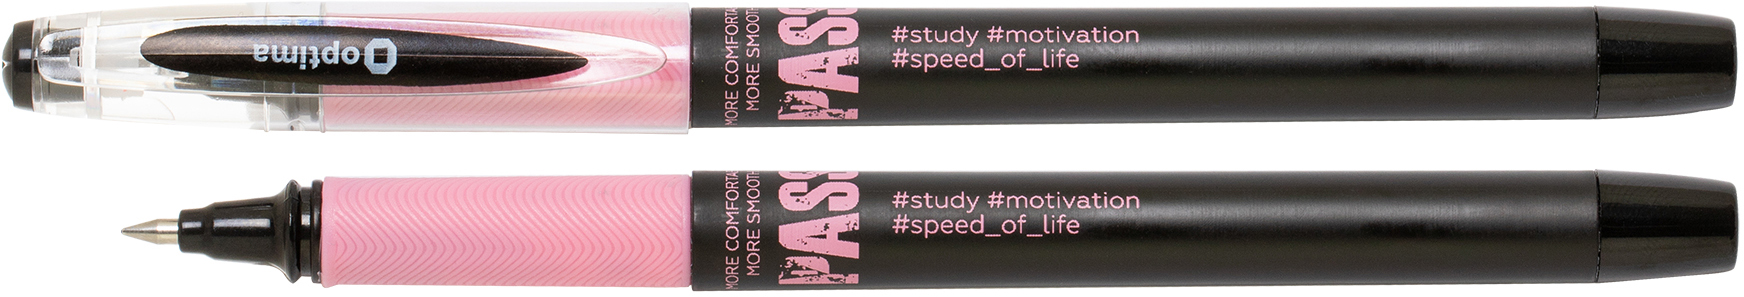 optima
MORE COMFORTA
MORE SMOOTH
PASS
#study #motivation
#speed_of_life
MORE COMFORTA
MORE SMOOTH
PASS
#study #motivation
#speed_of_life